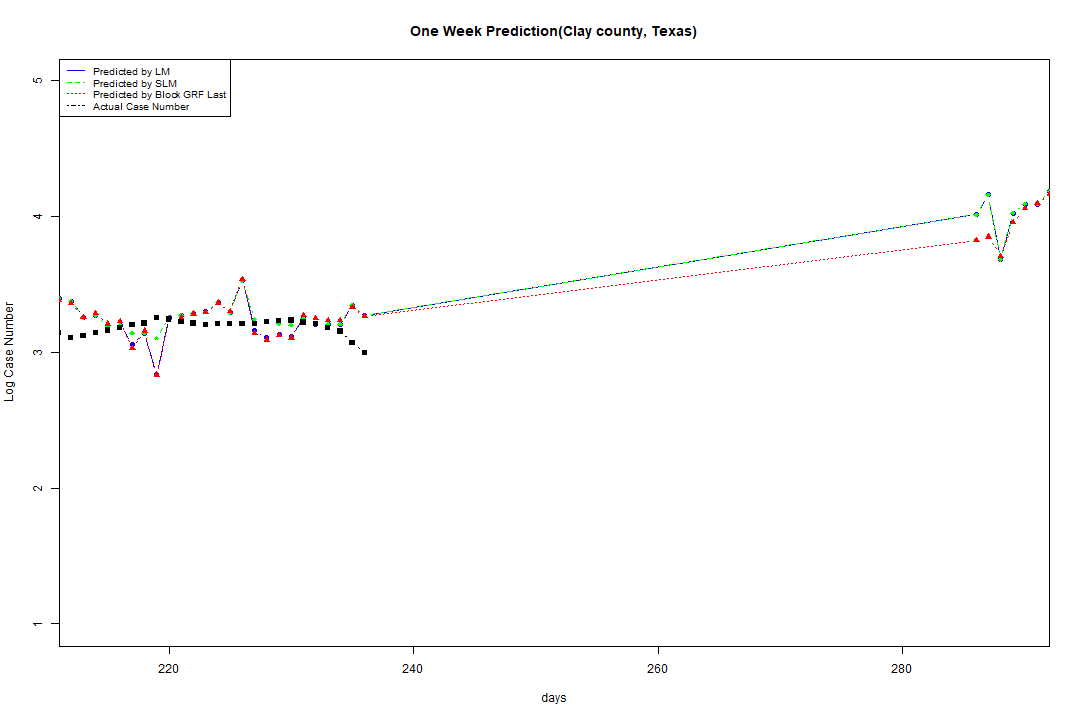 One Week Prediction(Clay county, Texas)
Predicted by LM
Predicted by SLM
Predicted by Block GRF Last
Actual Case Number
5
4
3
2
1
Log Case Number
220 240 260 280
days